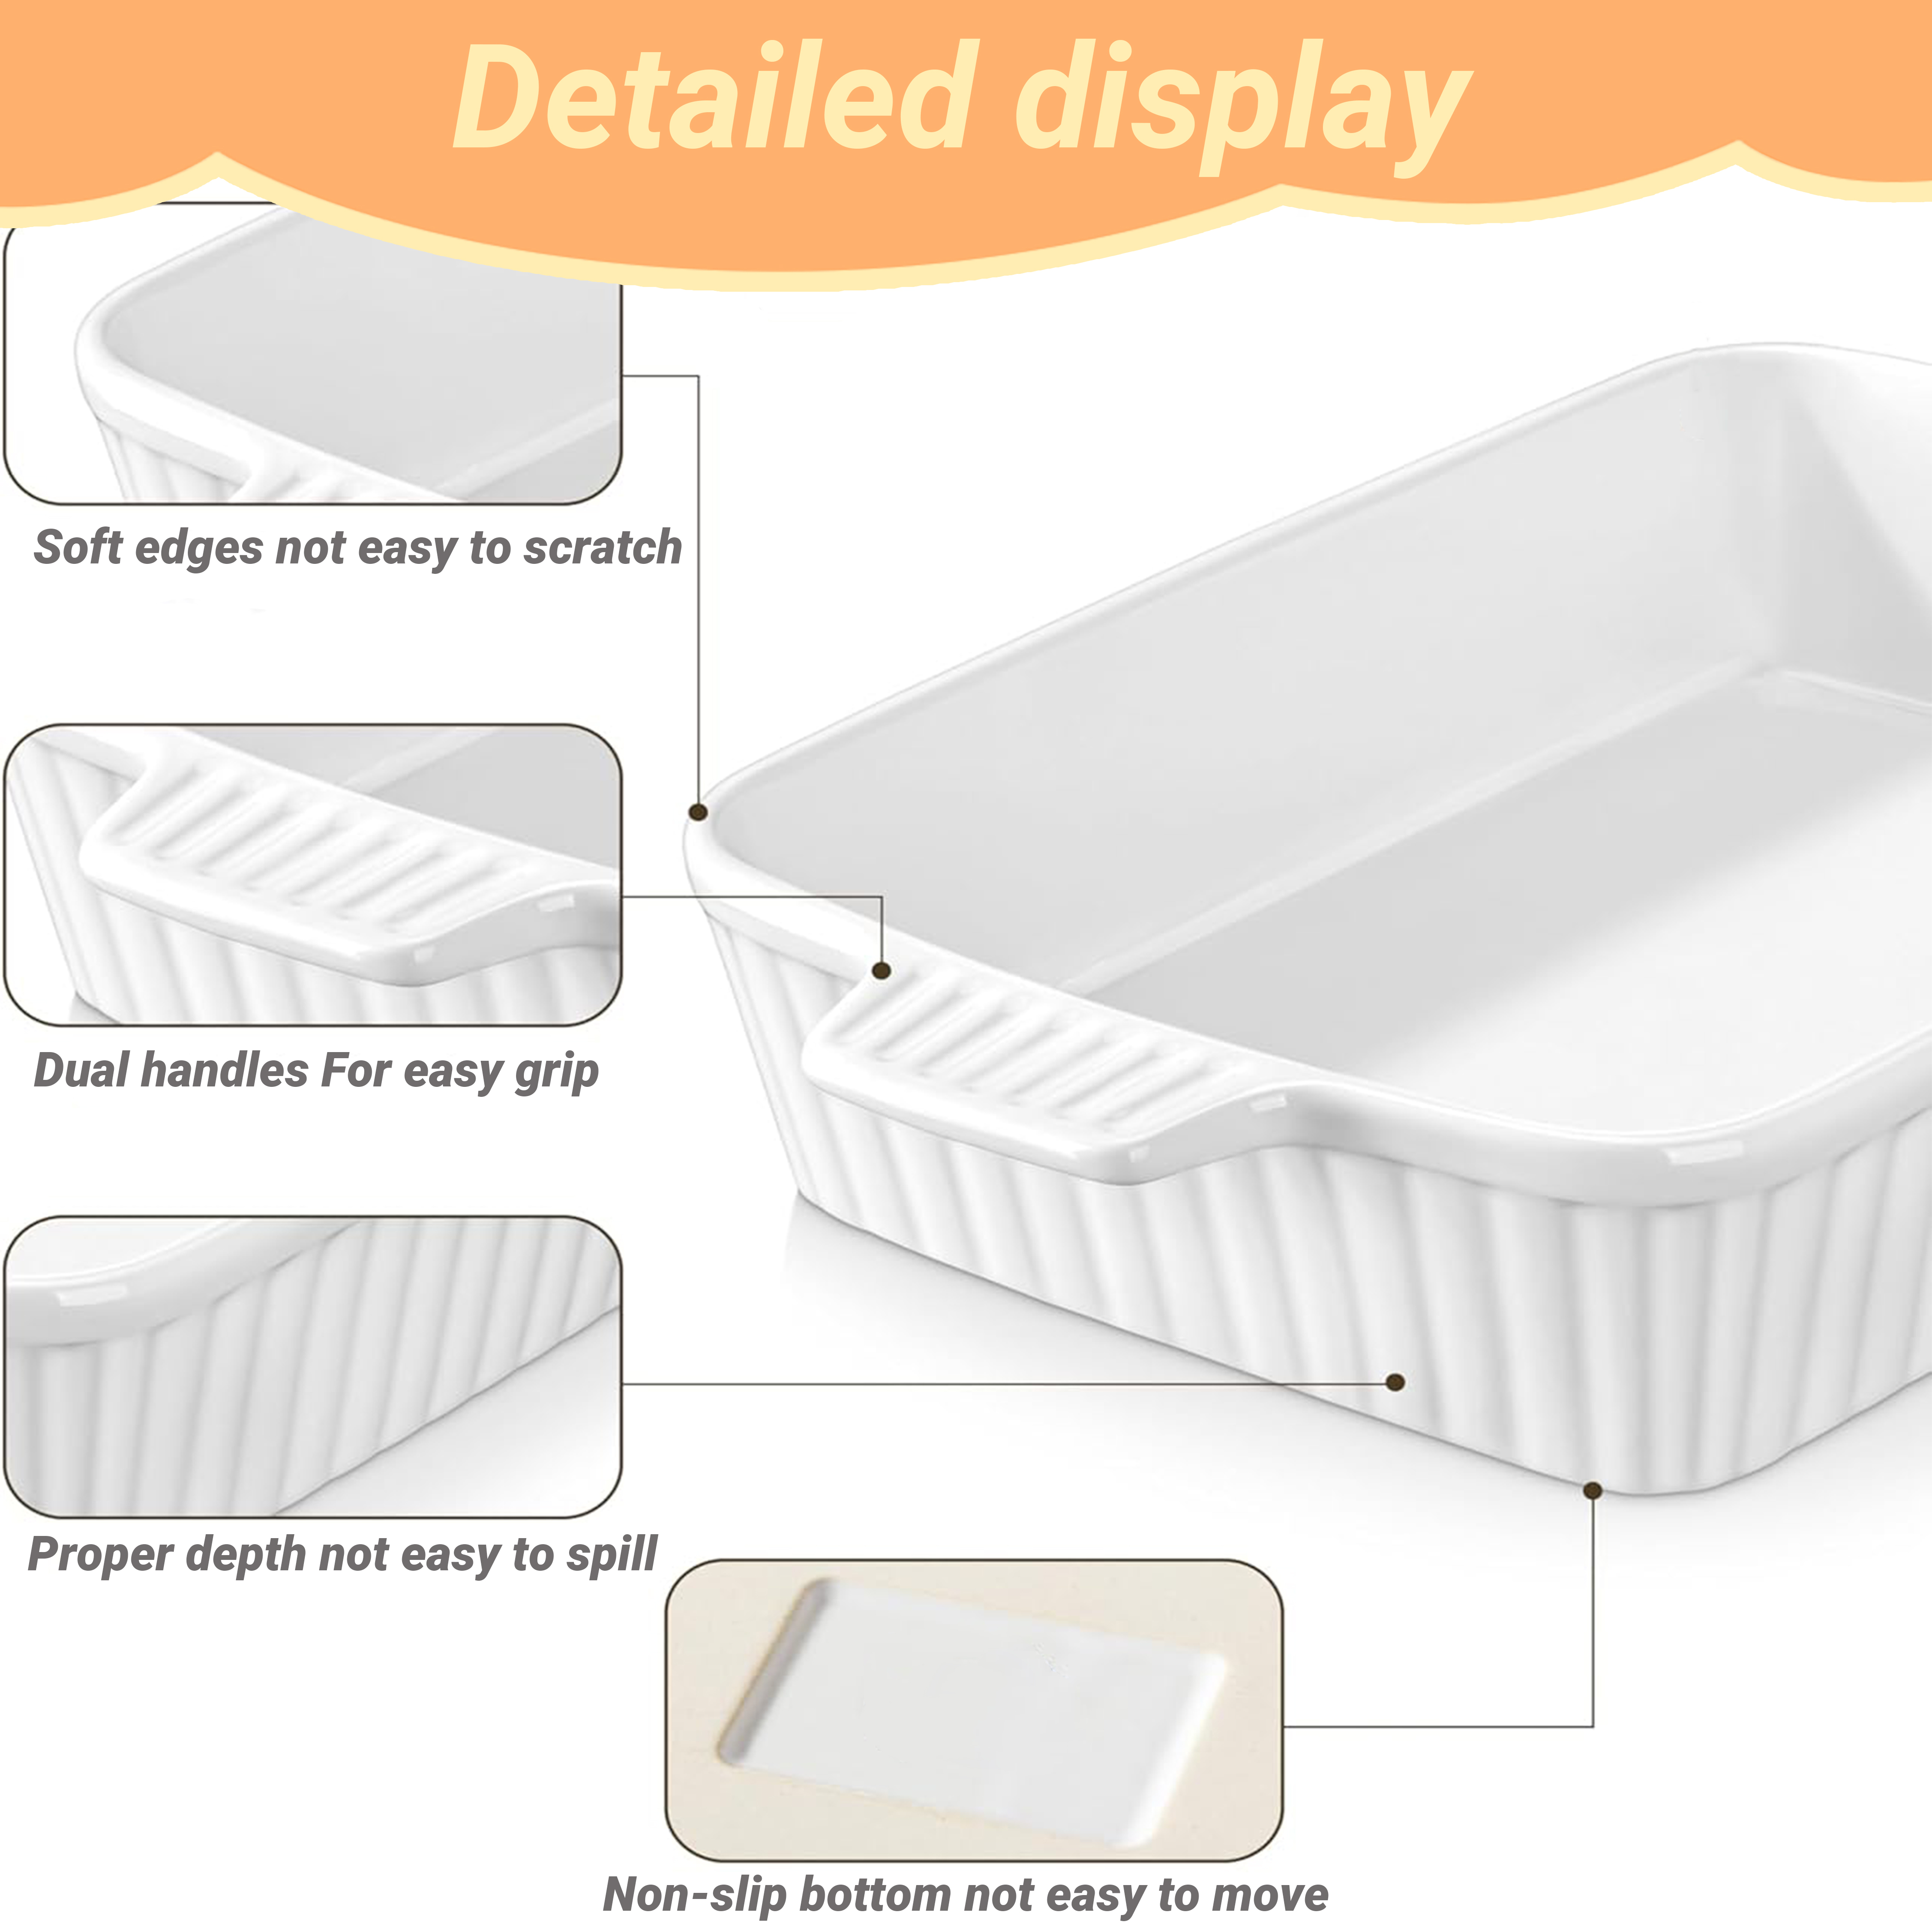 Detailed display
Soft edges not easy to scratch
Dual handles For easy grip
Proper depth not easy to spill
Non-slip bottom not easy to move